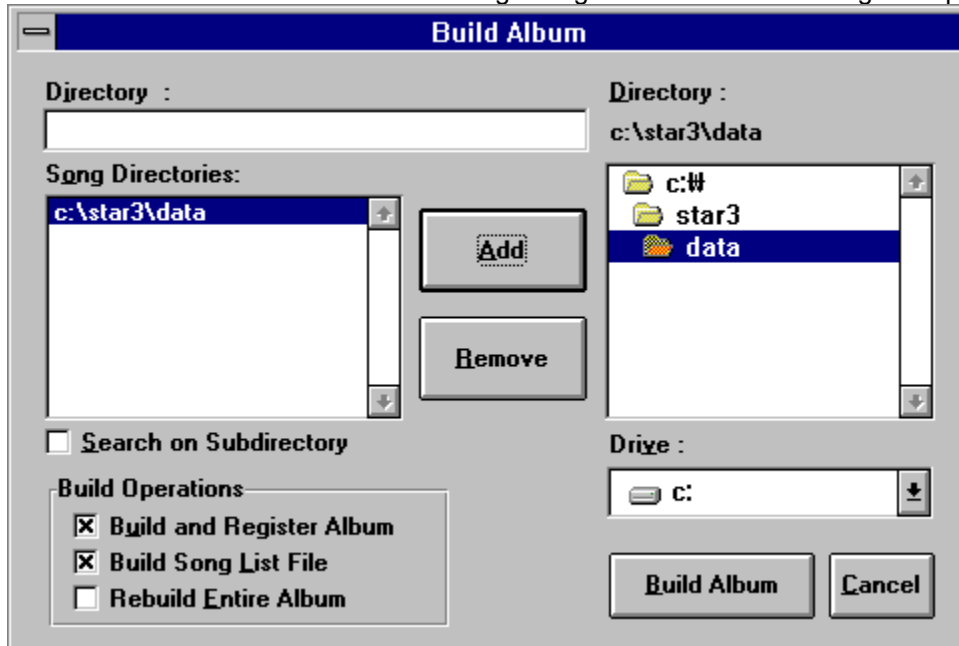 Build Album
Directory :
Song Directories:
c:\star3\data
Search on Subdirectory
Build Operations
Build and Register Album
Build Song List File
Rebuild Entire Album
Add
Remove
Directory :
c:\star3\data
c:₩
star3
data
Drive :
c:
Build Album
Cancel